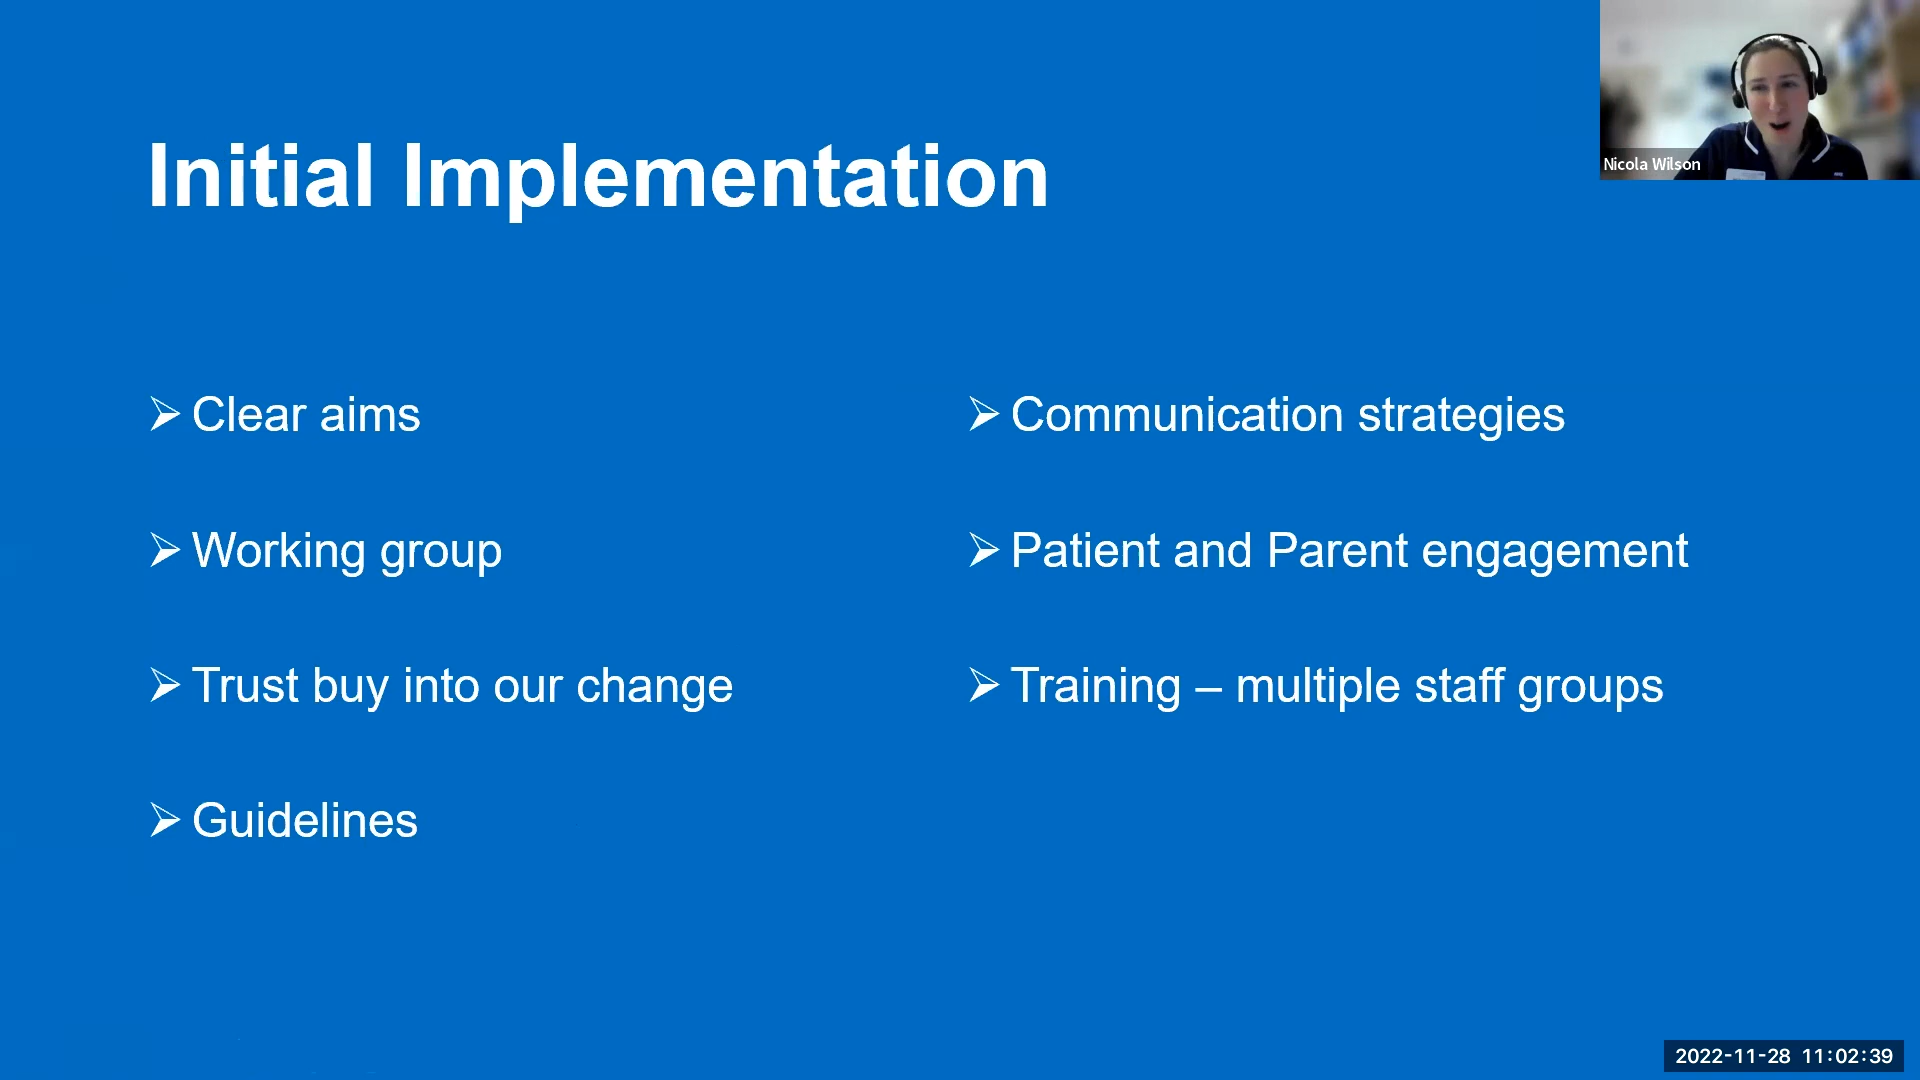 Initial Implementation
Clear aims
Working group
Trust buy into our change
Guidelines
Communication strategies
Patient and Parent engagement
Training – multiple staff groups
Nicola Wilson
2022-11-28 11:02:39